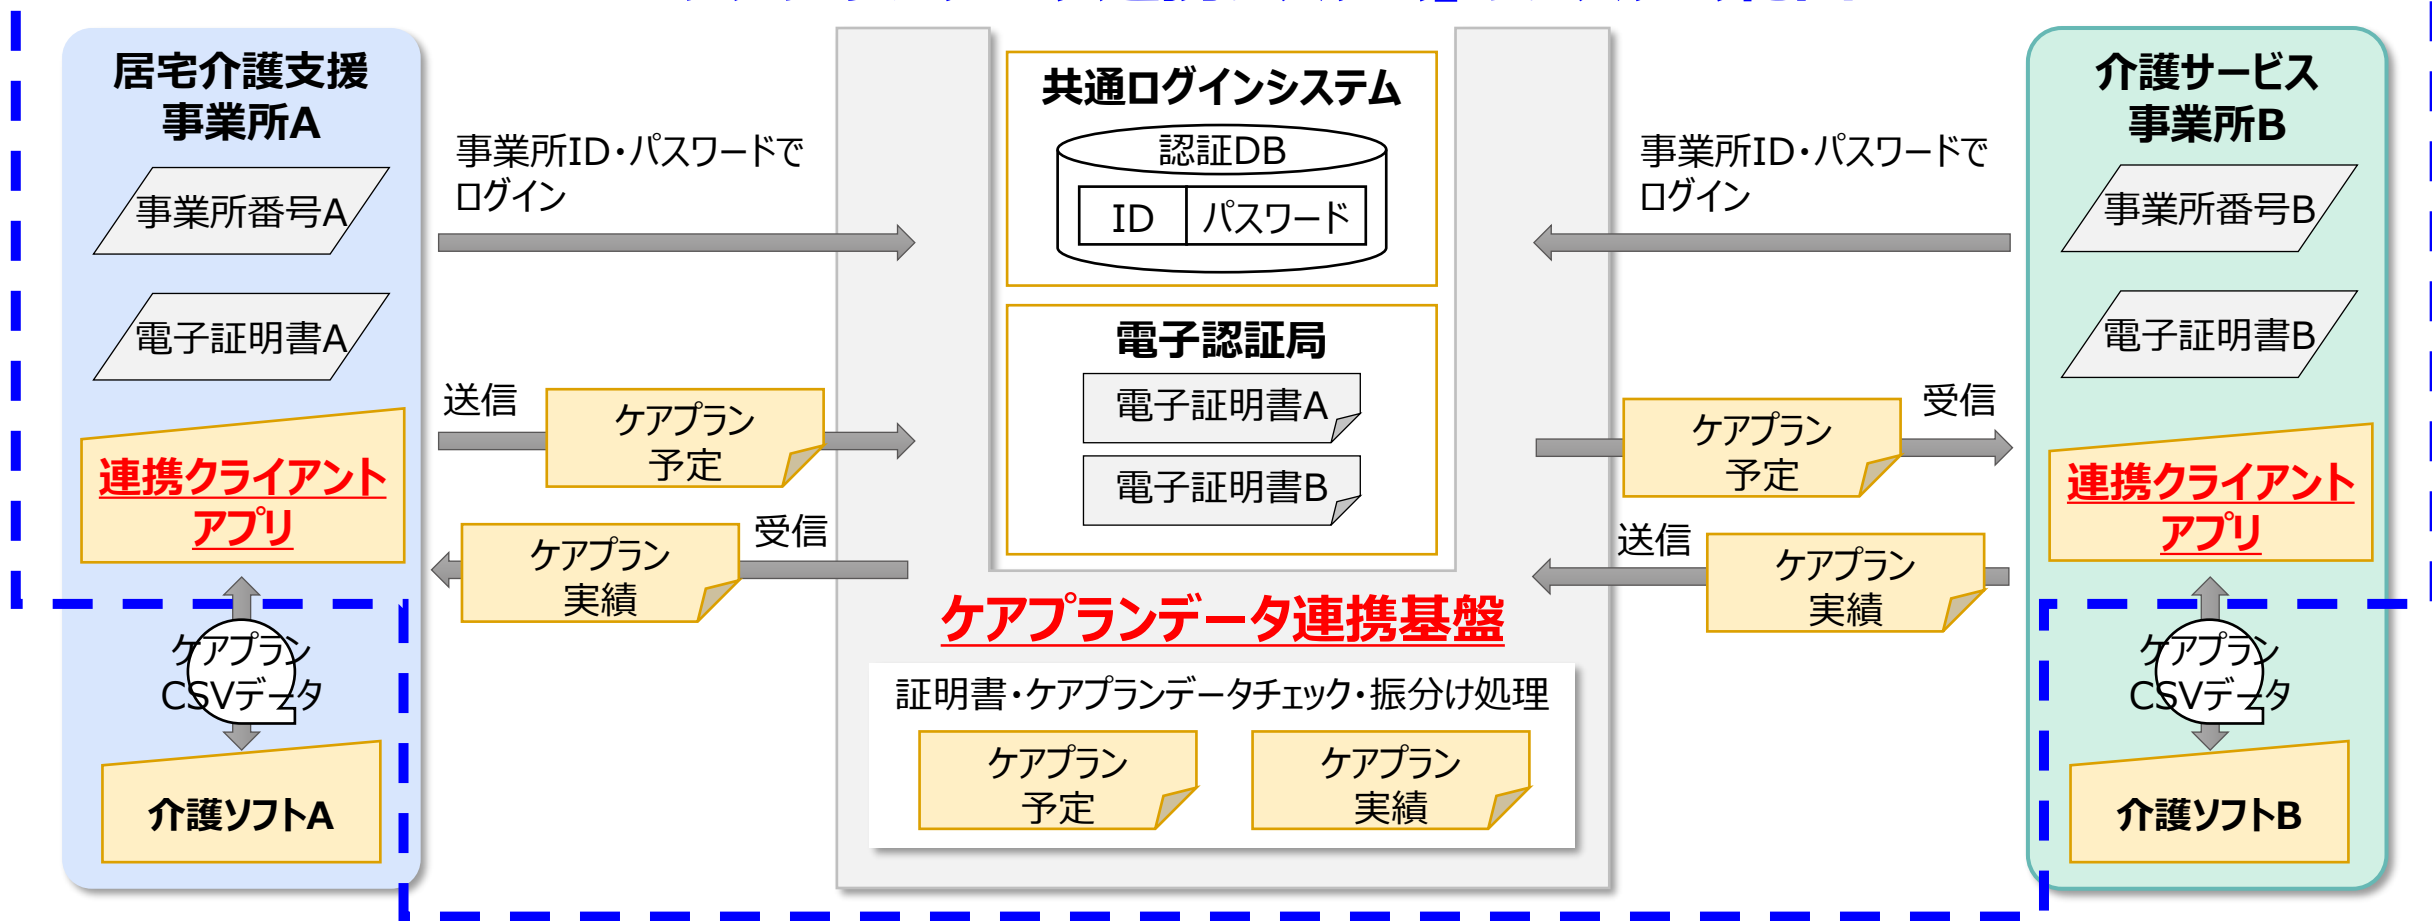 居宅介護支援
事業所A
事業所番号A
電子証明書A
連携クライアント
アプリ
ケアプラン
CSVデータ
介護ソフトA
事業所ID・パスワードで
ログイン
送信
ケアプラン
予定
受信
ケアプラン
実績
共通ログインシステム
認証DB
ID
パスワード
電子認証局
電子証明書A
電子証明書B
ケアプランデータ連携基盤
証明書・ケアプランデータチェック・振分け処理
ケアプラン
予定
ケアプラン
実績
事業所ID・パスワードで
ログイン
受信
ケアプラン
予定
送信
ケアプラン
実績
介護サービス
事業所B
事業所番号B
電子証明書B
連携クライアント
アプリ
ケアプラン
CSVデータ
介護ソフトB